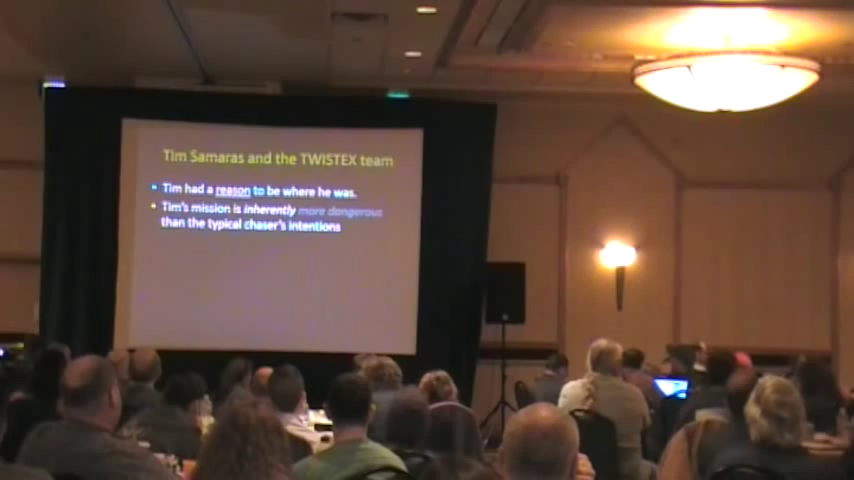 Tim Samaras and the TWISTEX team
Tim had a reason to be where he was.
Tim's mission is inherently more dangerous
than the typical chaser's intentions